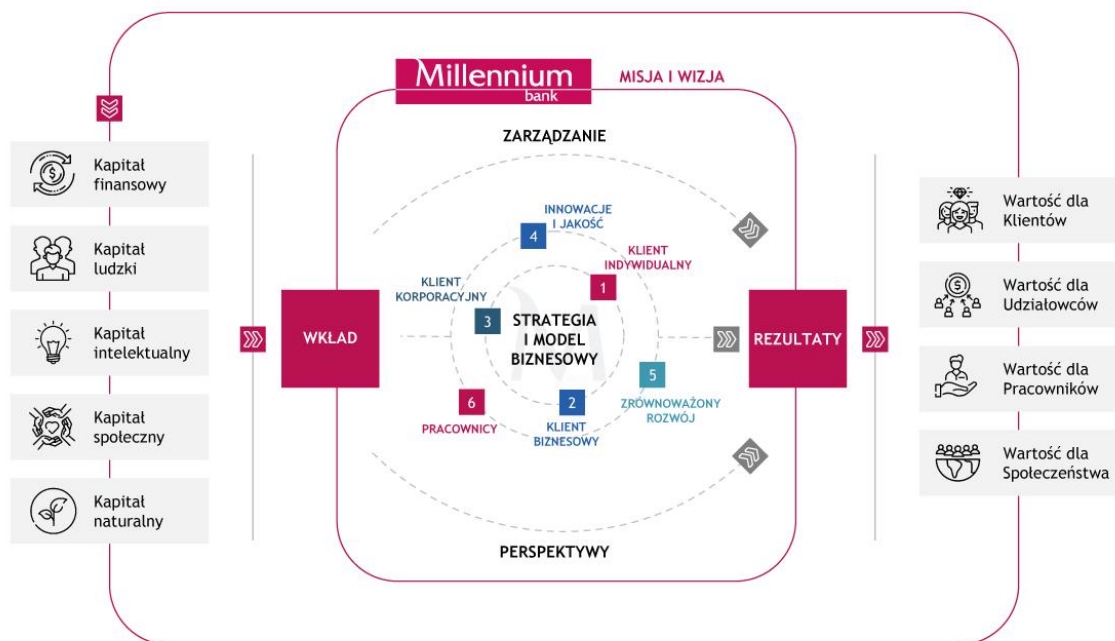 Millennium
bank
MISJA I WIZJA
ZARZĄDZANIE
Kapitał
finansowy
Kapitał
ludzki
Kapitał
intelektualny
Kapitał
społeczny
Kapitał
naturalny
WKŁAD
4
INNOWACJE
I JAKOŚĆ
KLIENT
INDYWIDUALNY
1
KLIENT
KORPORACYJNY
3
STRATEGIA
I MODEL
BIZNESOWY
5
ZRÓWNOWAŻONY
ROZWÓJ
6
PRACOWNICY
2
KLIENT
BIZNESOWY
PERSPEKTYWY
REZULTATY
Wartość dla
Klientów
Wartość dla
Udziałowców
Wartość dla
Pracowników
Wartość dla
Społeczeństwa